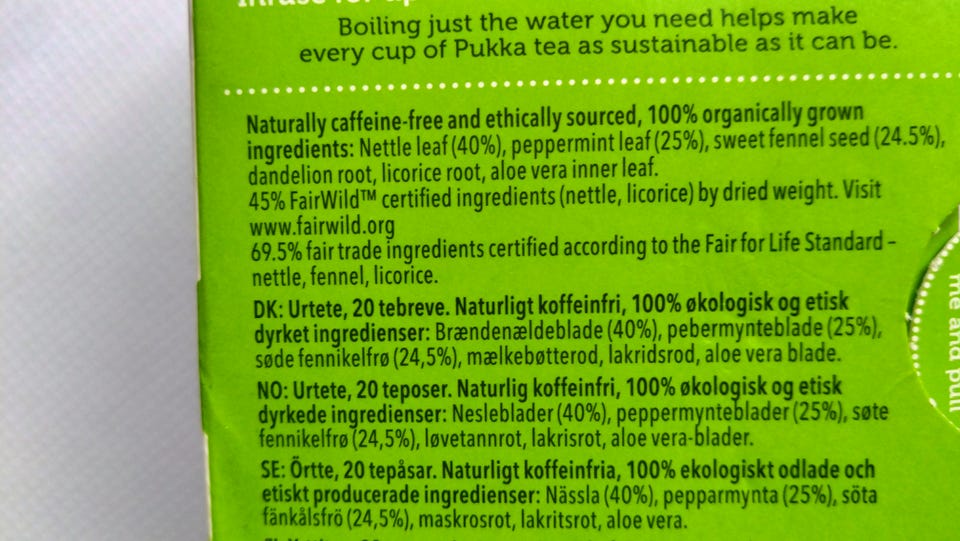 Infuse for up
Boiling just the water you need helps make
every cup of Pukka tea as sustainable as it can be.
Naturally caffeine-free and ethically sourced, 100% organically grown
ingredients: Nettle leaf (40%), peppermint leaf (25%), sweet fennel seed (24.5%),
dandelion root, licorice root, aloe vera inner leaf.
45% FairWild™ certified ingredients (nettle, licorice) by dried weight. Visit
www.fairwild.org
69.5% fair trade ingredients certified according to the Fair for Life Standard –
nettle, fennel, licorice.
DK: Urtete, 20 tebreve. Naturligt koffeinfri, 100% økologisk og etisk
dyrket ingredienser: Brændenældeblade (40%), pebermynteblade (25%),
søde fennikelfrø (24,5%), mælkebøtterod, lakridsrod, aloe vera blade.
NO: Urtete, 20 teposer. Naturlig koffeinfri, 100% økologisk og etisk
dyrkede ingredienser: Nesleblader (40%), peppermynteblader (25%), søte
fennikelfrø (24,5%), løvetannrot, lakrisrot, aloe vera-blader.
SE: Örtte, 20 tepåsar. Naturligt koffeinfria, 100% ekologiskt odlade och
etiskt producerade ingredienser: Nässla (40%), pepparmynta (25%), söta
fänkålsfrö (24,5%), maskrosrot, lakritsrot, aloe vera.
me and pull